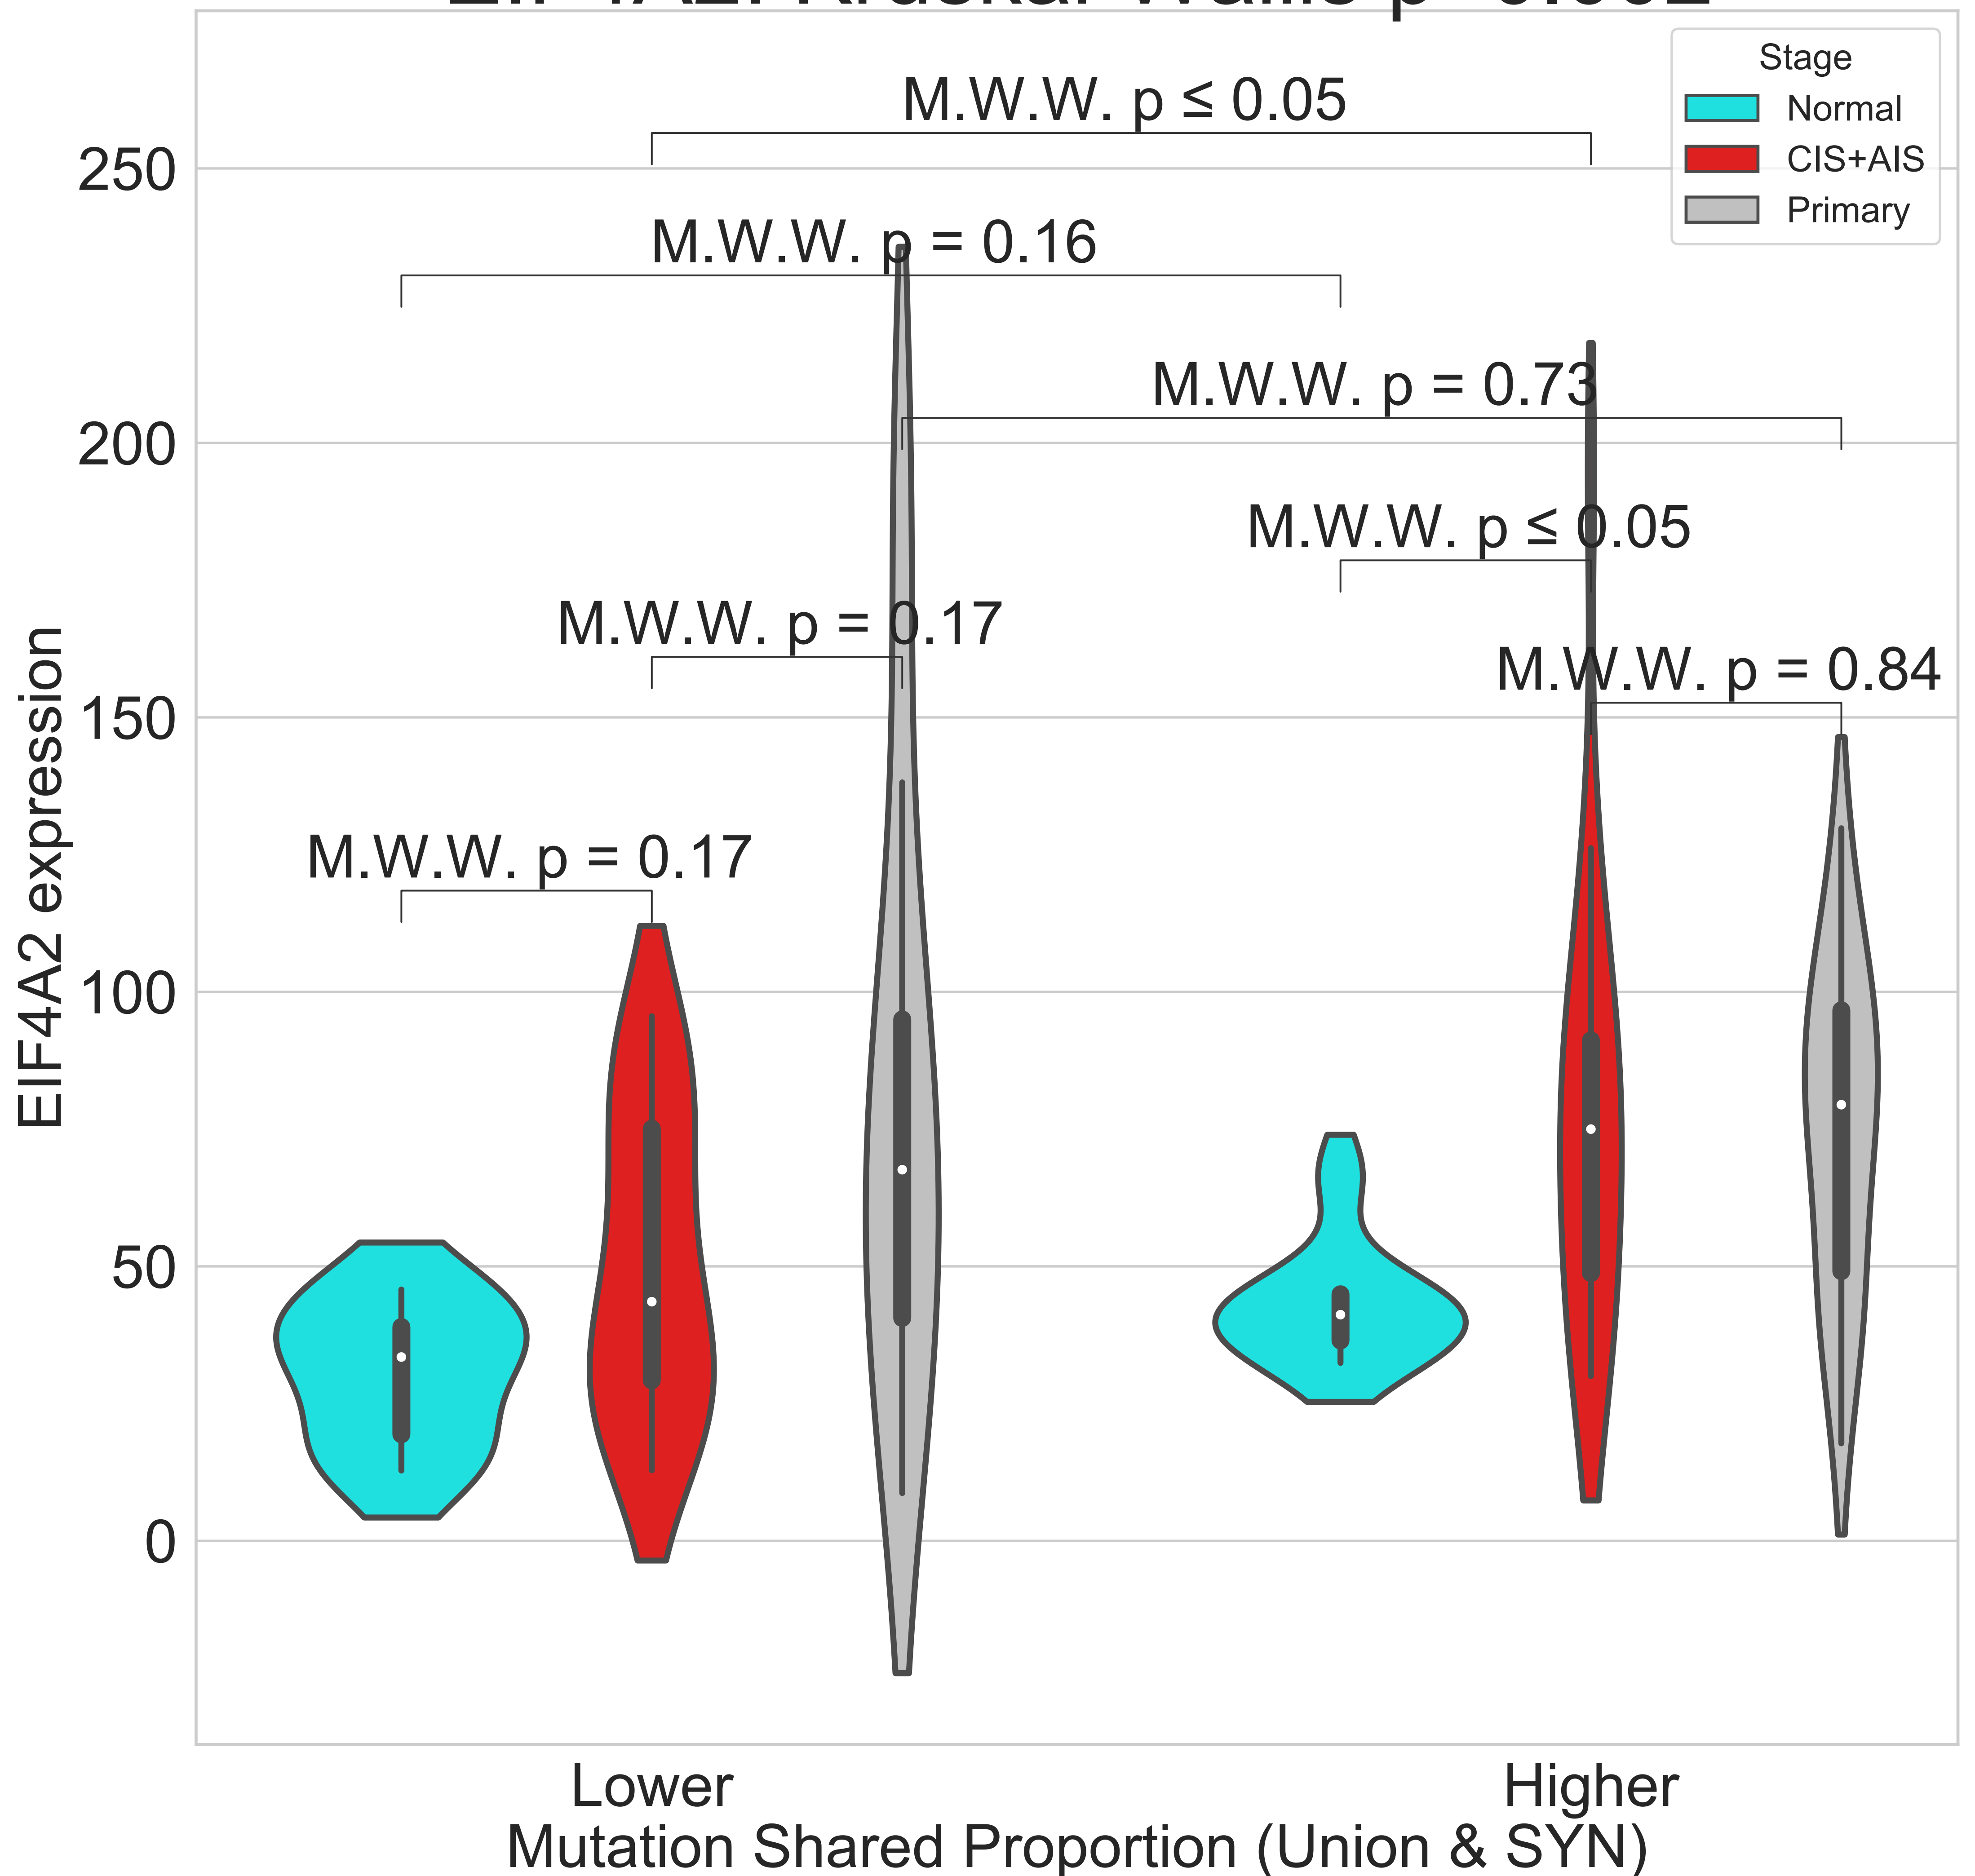 Stage
Normal
CIS+AIS
Primary
M.W.W. p ≤ 0.05
M.W.W. p = 0.16
M.W.W. p = 0.73
M.W.W. p ≤ 0.05
M.W.W. p = 0.17
M.W.W. p = 0.84
M.W.W. p = 0.17
250
200
150
100
50
0
EIF4A2 expression
Lower
Higher
Mutation Shared Proportion (Union & SYN)